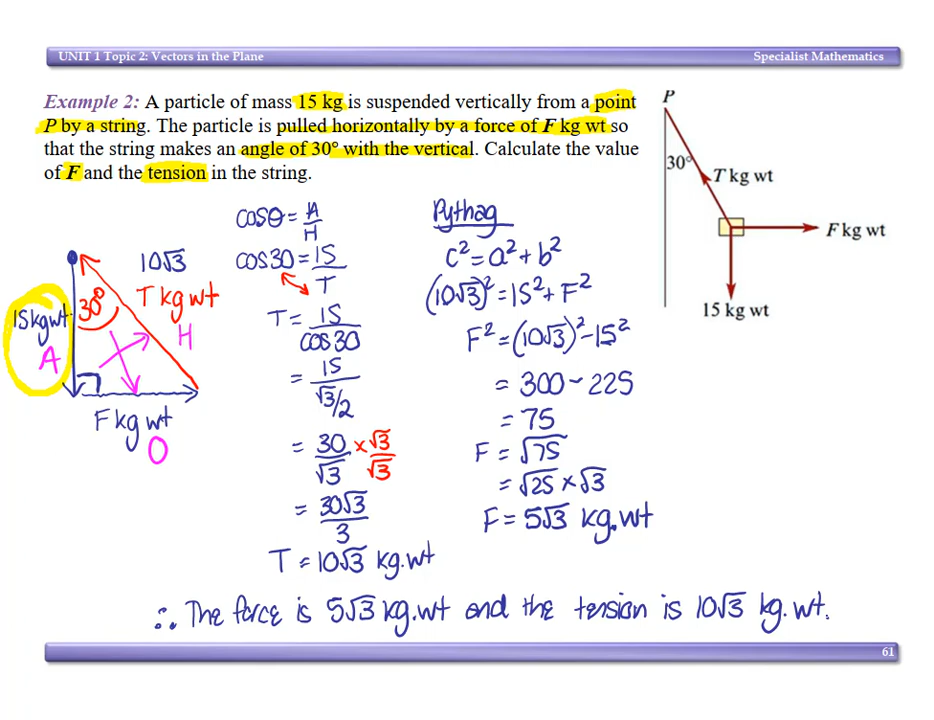 UNIT 1 Topic 2: Vectors in the Plane
Specialist Mathematics
Example 2: A particle of mass 15 kg is suspended vertically from a point
P by a string. The particle is pulled horizontally by a force of F kg wt so
that the string makes an angle of 30° with the vertical. Calculate the value
of F and the tension in the string.
P
30°
T kg wt
F kg wt
15 kg wt
10√3
T kg wt
30°
15kgwt
A
H
F kg wt
O
cosθ = A/H
cos30 = 15/T
T = 15/cos30
= 15/(√3/2)
= 30/√3 × √3/√3
= 30√3/3
T = 10√3 kg.wt
Pythag
c² = a² + b²
(10√3)² = 15² + F²
F² = (10√3)² - 15²
= 300 - 225
= 75
F = √75
= √25 × √3
F = 5√3 kg.wt
∴ The force is 5√3 kg.wt and the tension is 10√3 kg.wt.
61